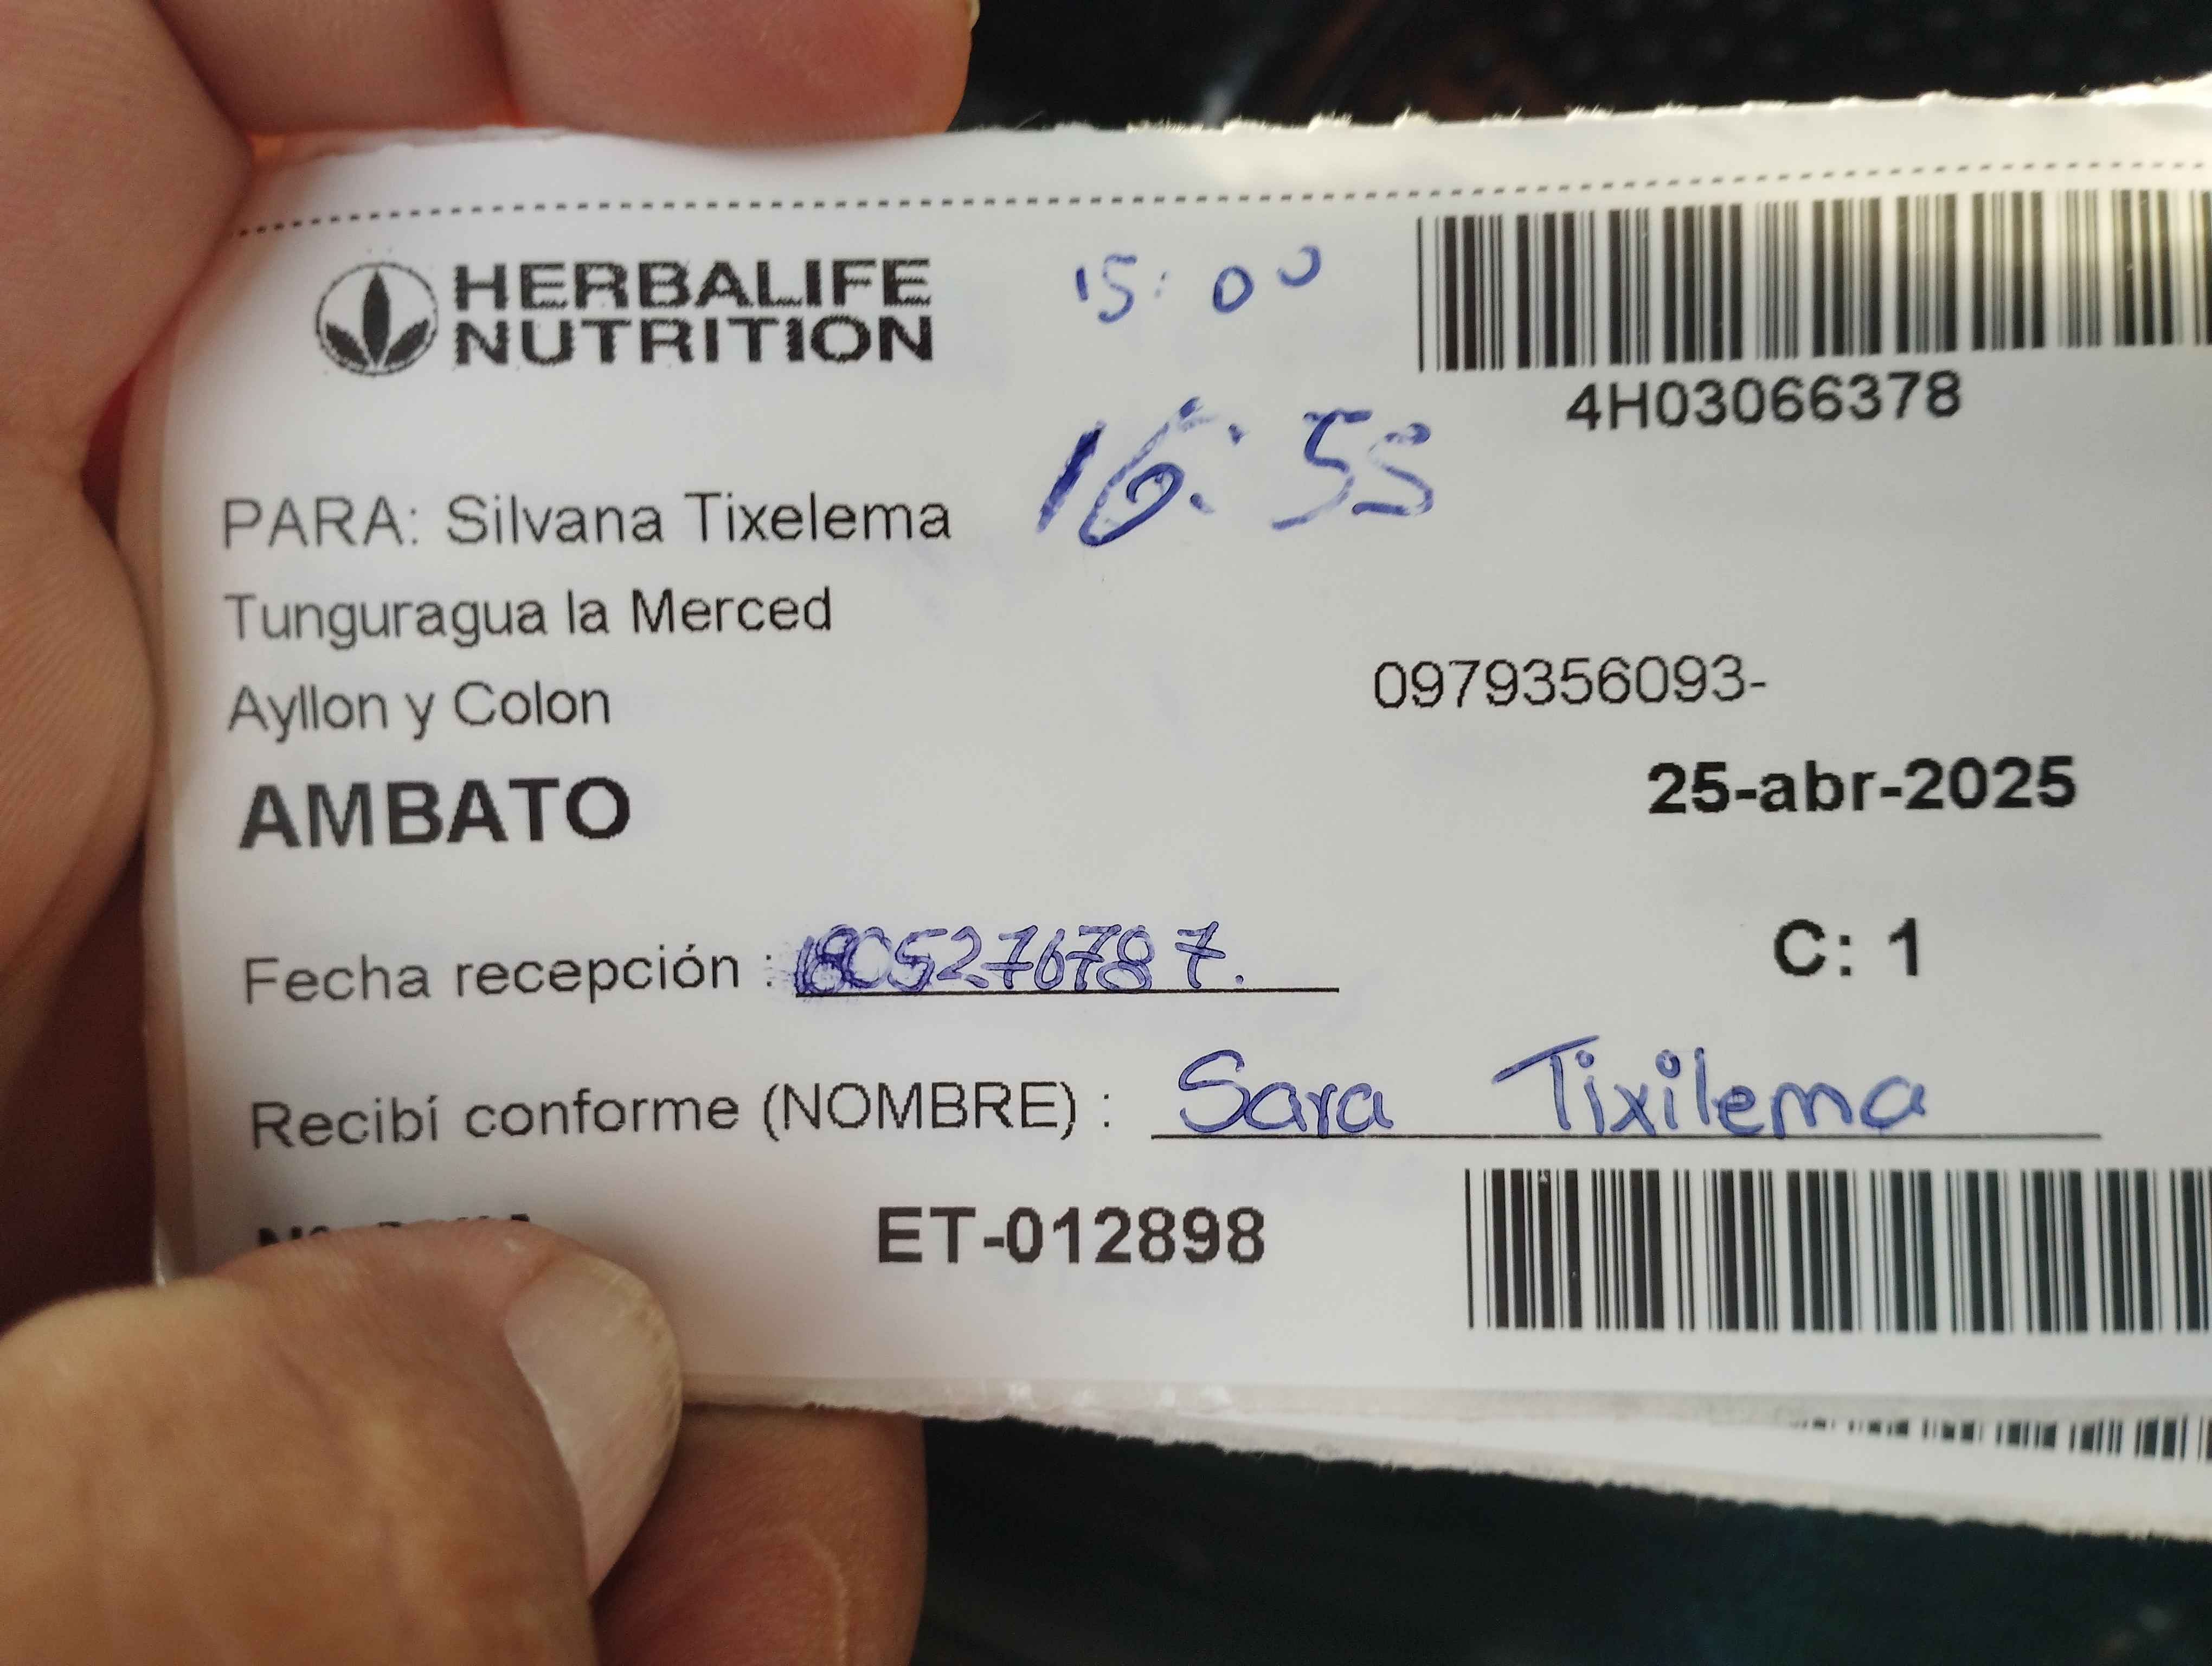 HERBALIFE
NUTRITION
15:00
4H03066378
16:55
PARA: Silvana Tixelema
Tunguragua la Merced
Ayllon y Colon
0979356093-
AMBATO
25-abr-2025
Fecha recepción : 1805276787.
C: 1
Recibí conforme (NOMBRE) : Sara Tixilema
ET-012898